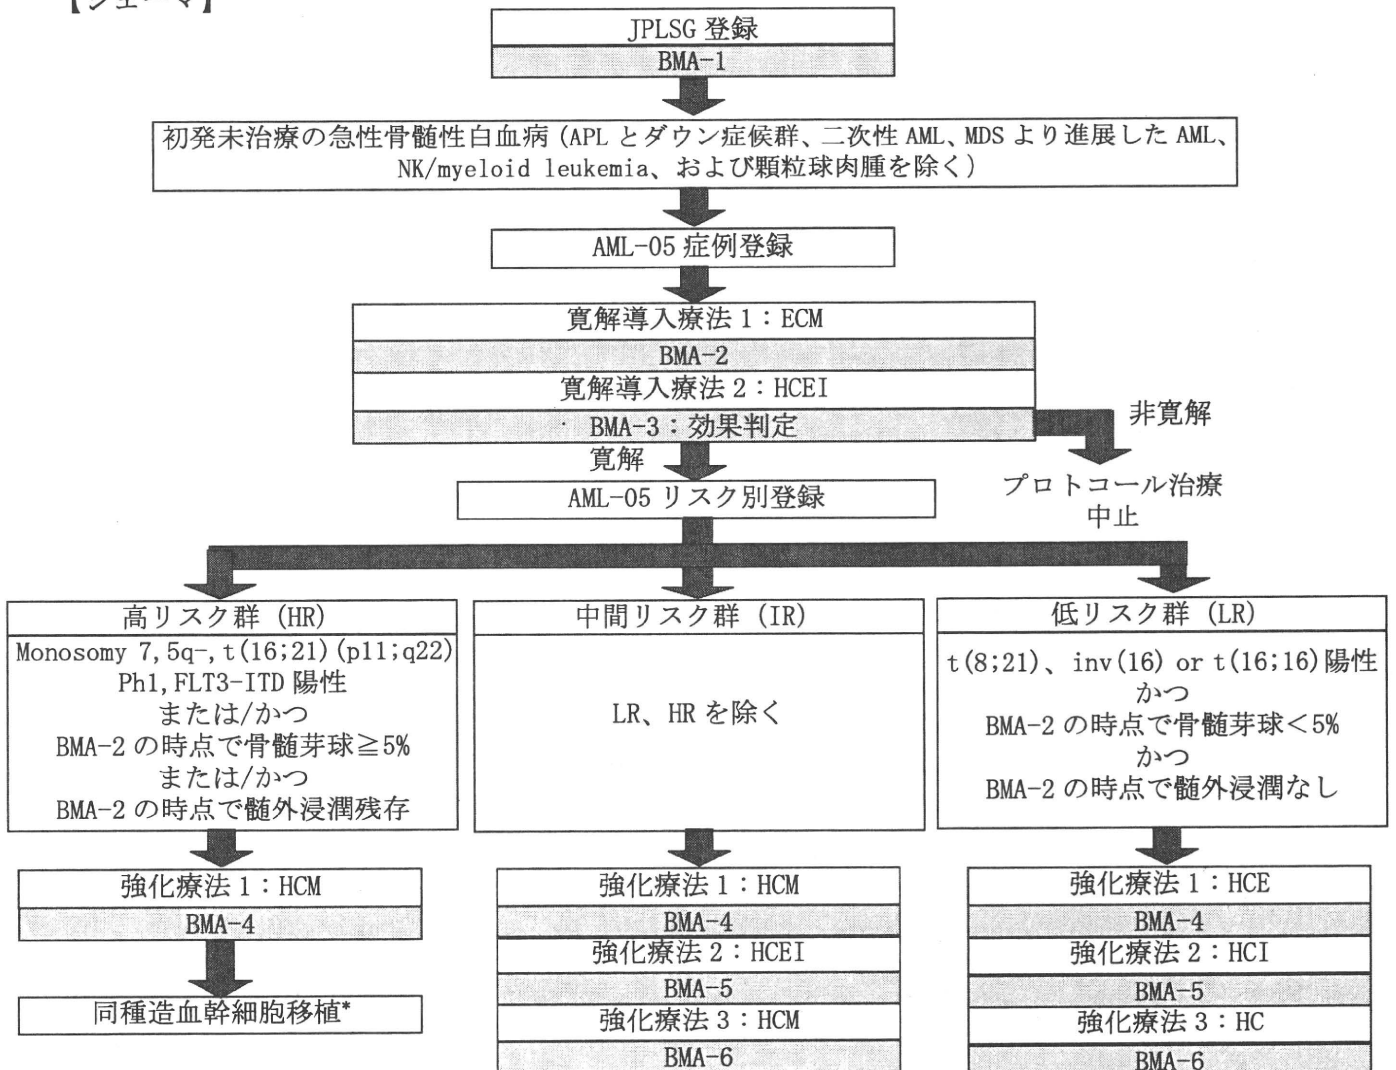 【シェーマ】
JPLSG 登録
BMA-1
初発未治療の急性骨髄性白血病（APL とダウン症候群、二次性 AML、MDS より進展した AML、
NK/myeloid leukemia、および顆粒球肉腫を除く）
AML-05 症例登録
寛解導入療法 1：ECM
BMA-2
寛解導入療法 2：HCEI
BMA-3：効果判定
非寛解
寛解
プロトコール治療
中止
AML-05 リスク別登録
高リスク群（HR）
Monosomy 7,5q-,t(16;21)(p11;q22)
Ph1,FLT3-ITD 陽性
または/かつ
BMA-2 の時点で骨髄芽球≧5%
または/かつ
BMA-2 の時点で髄外浸潤残存
強化療法 1：HCM
BMA-4
同種造血幹細胞移植*
中間リスク群（IR）
LR、HR を除く
強化療法 1：HCM
BMA-4
強化療法 2：HCEI
BMA-5
強化療法 3：HCM
BMA-6
低リスク群（LR）
t(8;21)、inv(16) or t(16;16)陽性
かつ
BMA-2 の時点で骨髄芽球＜5%
かつ
BMA-2 の時点で髄外浸潤なし
強化療法 1：HCE
BMA-4
強化療法 2：HCI
BMA-5
強化療法 3：HC
BMA-6